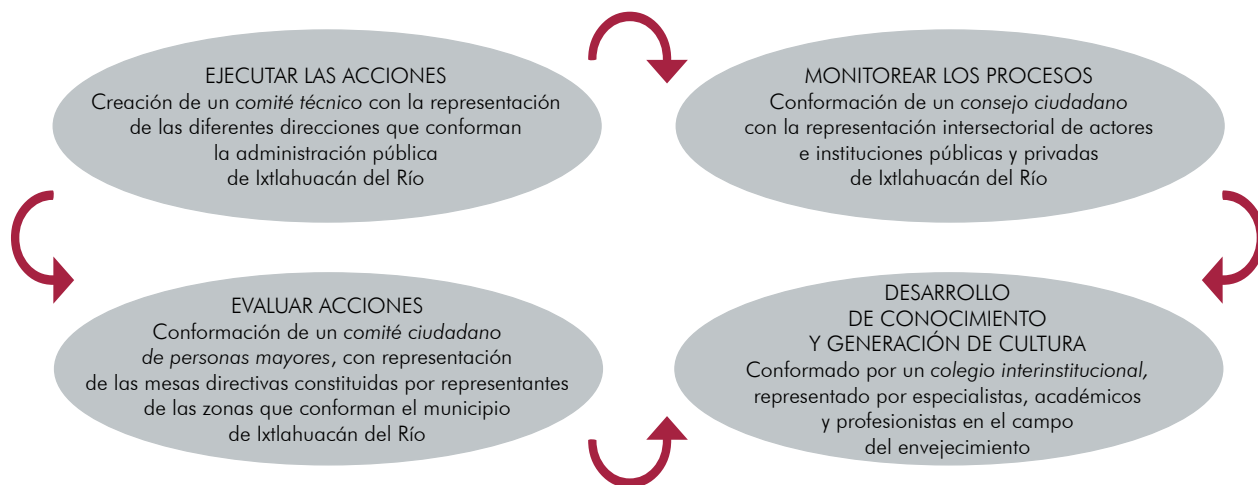 EJECUTAR LAS ACCIONES
Creación de un comité técnico con la representación
de las diferentes direcciones que conforman
la administración pública
de Ixtlahuacán del Río
MONITOREAR LOS PROCESOS
Conformación de un consejo ciudadano
con la representación intersectorial de actores
e instituciones públicas y privadas
de Ixtlahuacán del Río
EVALUAR ACCIONES
Conformación de un comité ciudadano
de personas mayores, con representación
de las mesas directivas constituidas por representantes
de las zonas que conforman el municipio
de Ixtlahuacán del Río
DESARROLLO
DE CONOCIMIENTO
Y GENERACIÓN DE CULTURA
Conformado por un colegio interinstitucional,
representado por especialistas, académicos
y profesionistas en el campo
del envejecimiento